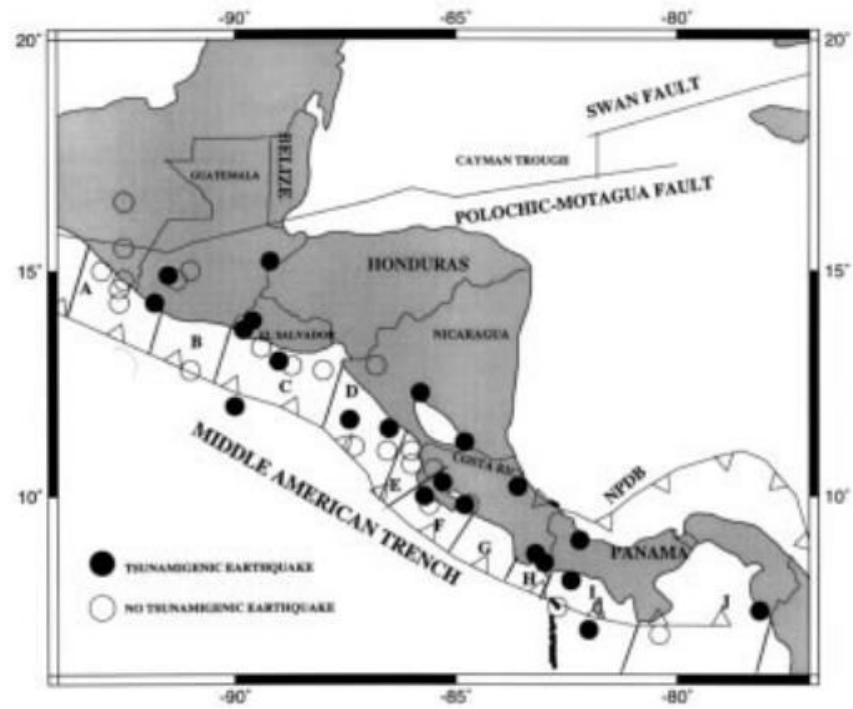 -90° -85° -80°
20° 20°
SWAN FAULT
BELIZE
CAYMAN TROUGH
GUATEMALA
POLOCHIC-MOTAGUA FAULT
15° HONDURAS 15°
A
NICARAGUA
EL SALVADOR
B
C
D
MIDDLE AMERICAN TRENCH
COSTA RIC
NPDB
E
10° 10°
F
PANAMA
G
TSUNAMIGENIC EARTHQUAKE
H
I
J
NO TSUNAMIGENIC EARTHQUAKE
-90° -85° -80°